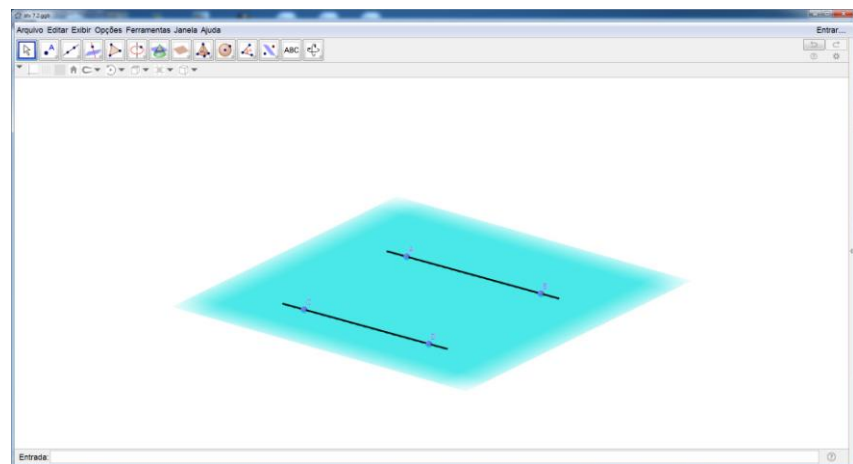 Arquivo Editar Exibir Opções Ferramentas Janela Ajuda
Entrar...
ABC
Entrada: